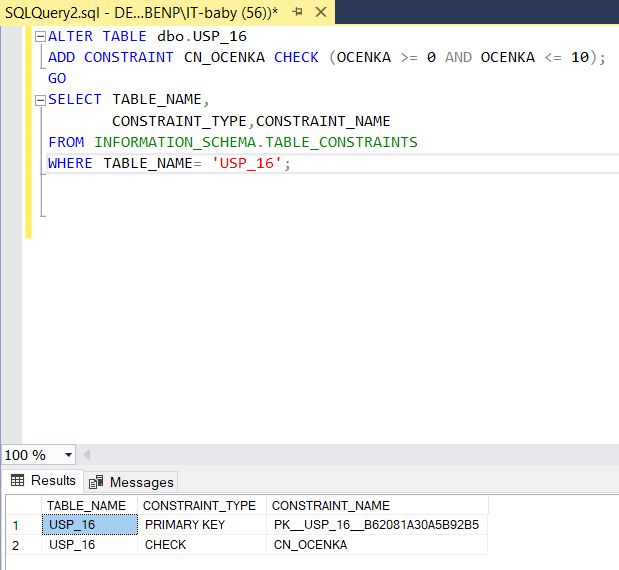 SQLQuery2.sql - DE...BENP\IT-baby (56))*
ALTER TABLE dbo.USP_16
ADD CONSTRAINT CN_OCENKA CHECK (OCENKA >= 0 AND OCENKA <= 10);
GO
SELECT TABLE_NAME,
CONSTRAINT_TYPE,CONSTRAINT_NAME
FROM INFORMATION_SCHEMA.TABLE_CONSTRAINTS
WHERE TABLE_NAME= 'USP_16';
100 %
Results Messages
TABLE_NAME CONSTRAINT_TYPE CONSTRAINT_NAME
1 USP_16 PRIMARY KEY PK__USP_16__B62081A30A5B92B5
2 USP_16 CHECK CN_OCENKA